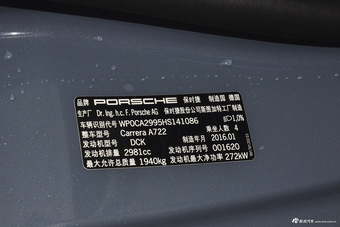 品牌 PORSCHE 保时捷 制造国 德国
生产厂 Dr. Ing. h.c. F. Porsche AG 保时捷股份公司斯图加特工厂制造
车辆识别代号 WP0CA2995HS141086 1,0%
整车型号 Carrera A722 乘坐人数 4
发动机型号 DCK 制造年月 2016.01
发动机排量 2981cc 发动机序列 001620
最大允许总质量 1940kg 发动机最大净功率 272kW